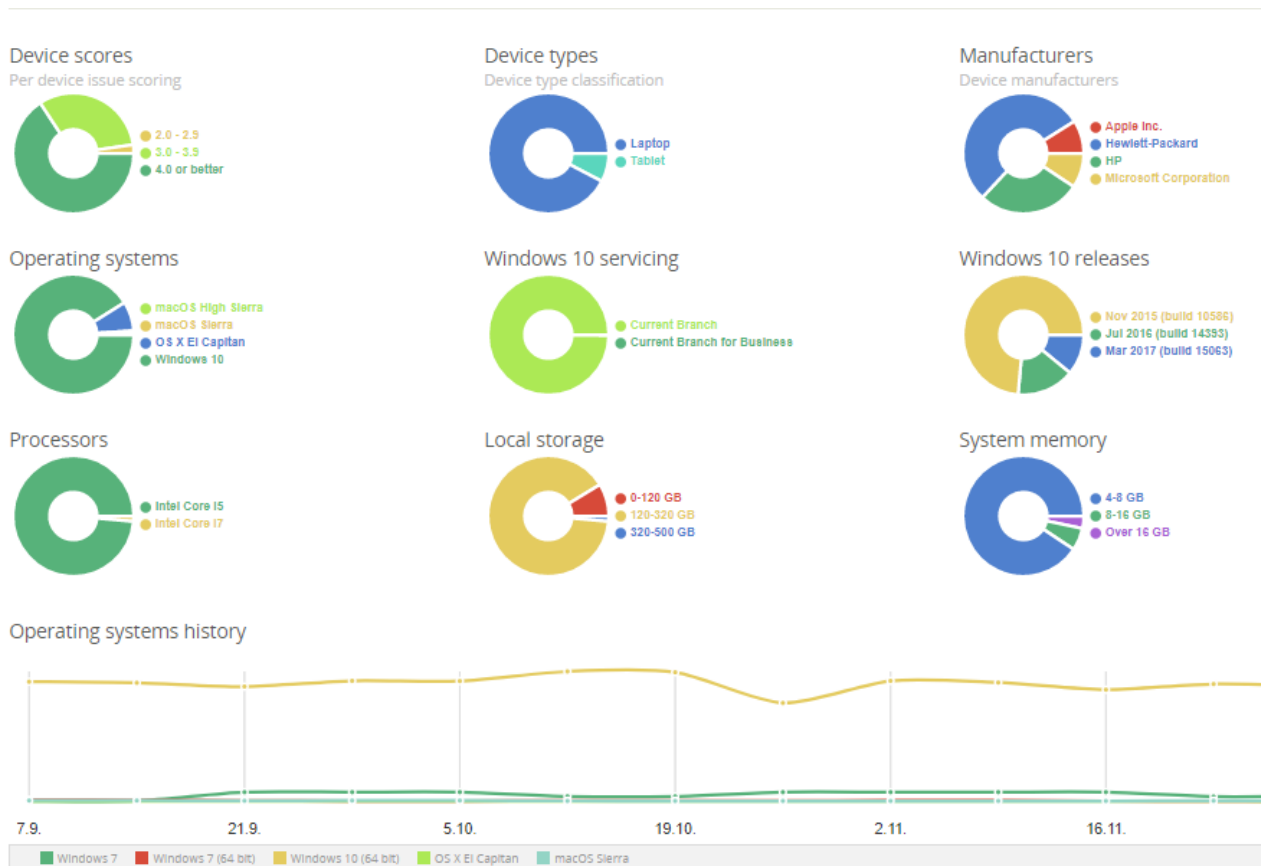 Device scores
Per device issue scoring
2.0 - 2.9
3.0 - 3.9
4.0 or better
Device types
Device type classification
Laptop
Tablet
Manufacturers
Device manufacturers
Apple Inc.
Hewlett-Packard
HP
Microsoft Corporation
Operating systems
macOS High Sierra
macOS Sierra
OS X El Capitan
Windows 10
Windows 10 servicing
Current Branch
Current Branch for Business
Windows 10 releases
Nov 2015 (build 10586)
Jul 2016 (build 14393)
Mar 2017 (build 15063)
Processors
Intel Core i5
Intel Core i7
Local storage
0-120 GB
120-320 GB
320-500 GB
System memory
4-8 GB
8-16 GB
Over 16 GB
Operating systems history
7.9. 21.9. 5.10. 19.10. 2.11. 16.11.
Windows 7 Windows 7 (64 bit) Windows 10 (64 bit) OS X El Capitan macOS Sierra